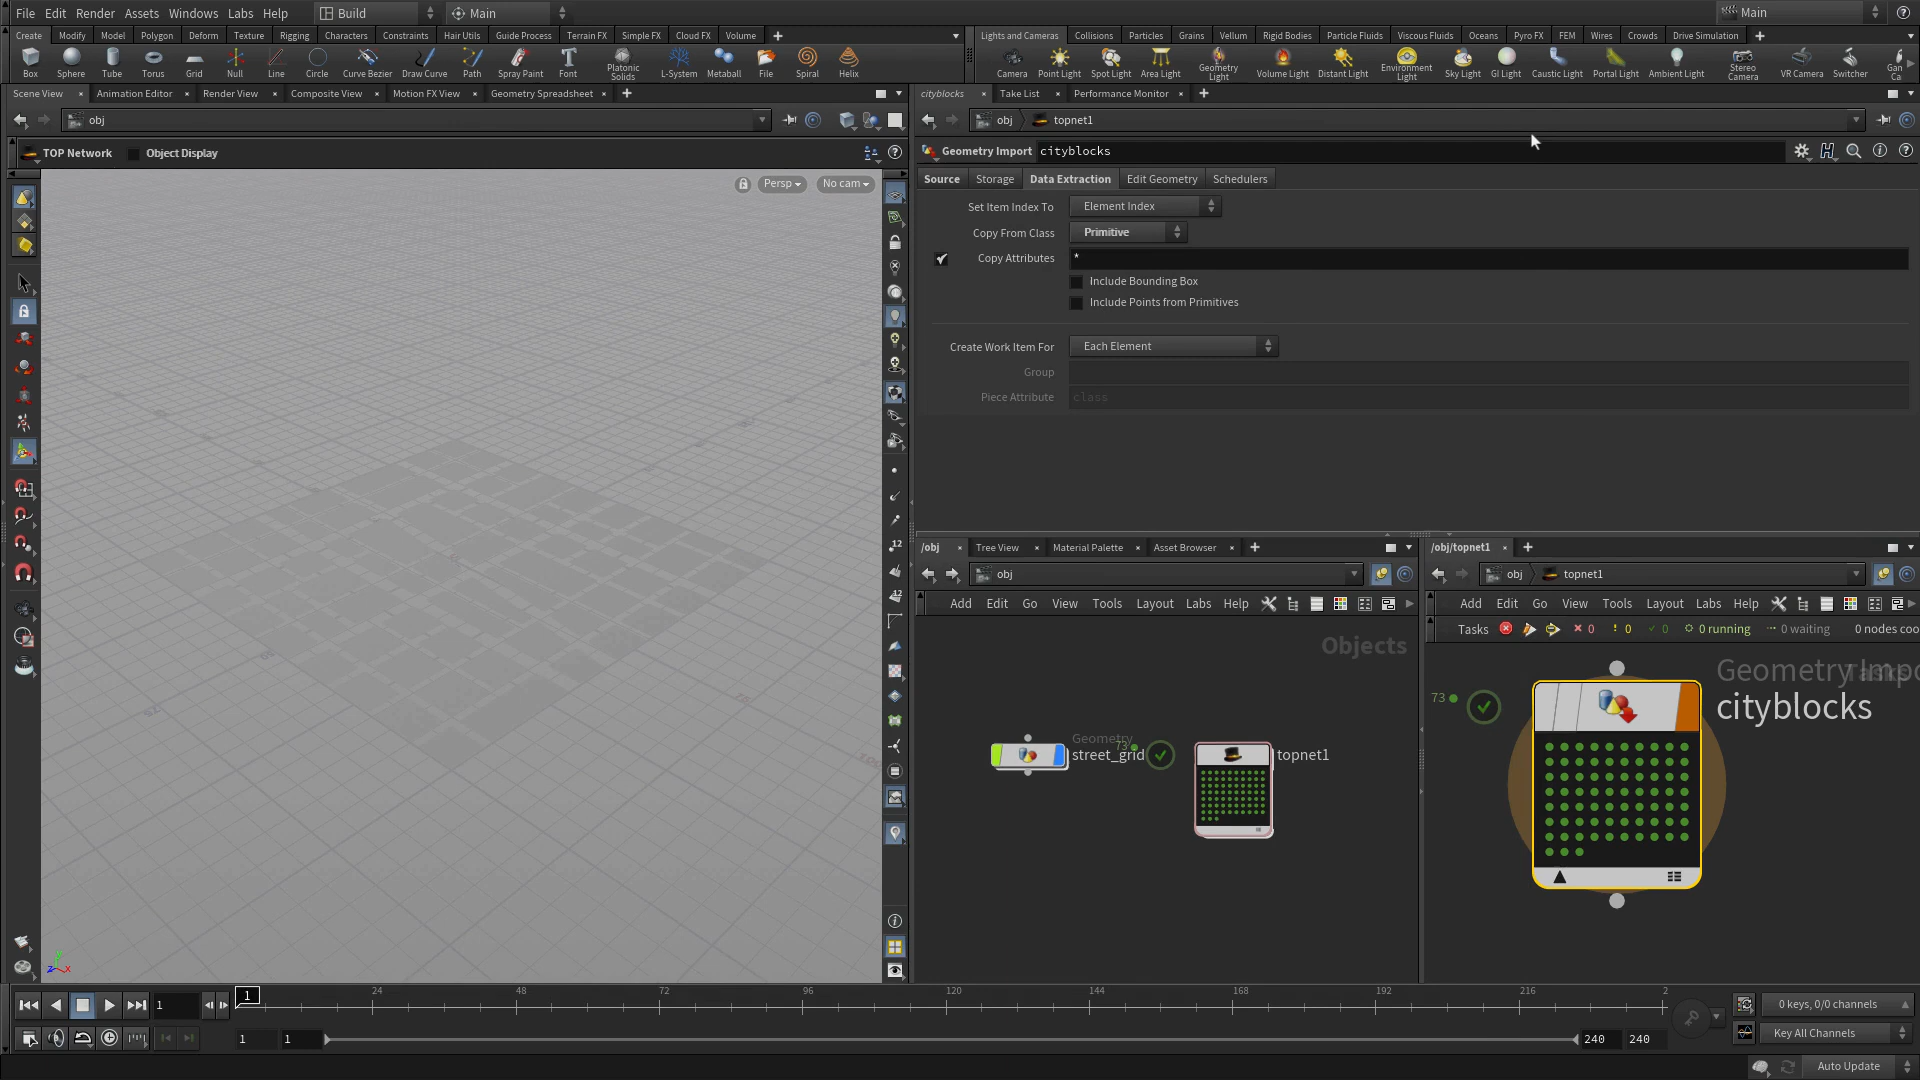 File Edit Render Assets Windows Labs Help Build Main Main
Create Modify Model Polygon Deform Texture Rigging Characters Constraints Hair Utils Guide Process Terrain FX Simple FX Cloud FX Volume
Lights and Cameras Collisions Particles Grains Vellum Rigid Bodies Particle Fluids Viscous Fluids Oceans Pyro FX FEM Wires Crowds Drive Simulation
Box Sphere Tube Torus Grid Null Line Circle Curve Bezier Draw Curve Path Spray Paint Font Platonic Solids L-System Metaball File Spiral Helix
Camera Point Light Spot Light Area Light Geometry Light Volume Light Distant Light Environment Light Sky Light GI Light Caustic Light Portal Light Ambient Light Stereo Camera VR Camera Switcher Gan Ca
Scene View Animation Editor Render View Composite View Motion FX View Geometry Spreadsheet
cityblocks Take List Performance Monitor
obj
obj topnet1
TOP Network Object Display
Geometry Import cityblocks
Persp No cam
Source Storage Data Extraction Edit Geometry Schedulers
Set Item Index To Element Index
Copy From Class Primitive
Copy Attributes *
Include Bounding Box
Include Points from Primitives
Create Work Item For Each Element
Group
Piece Attribute class
/obj Tree View Material Palette Asset Browser
/obj/topnet1
obj
obj topnet1
Add Edit Go View Tools Layout Labs Help
Add Edit Go View Tools Layout Labs Help
Tasks 0 0 0 0 running 0 waiting 0 nodes coo
Objects
Geometry Impo
cityblocks
73
Geometry
street_grid
73
topnet1
1 1 24 48 72 96 120 144 168 192 216 2
0 keys, 0/0 channels
1 1 240 240
Key All Channels
Auto Update